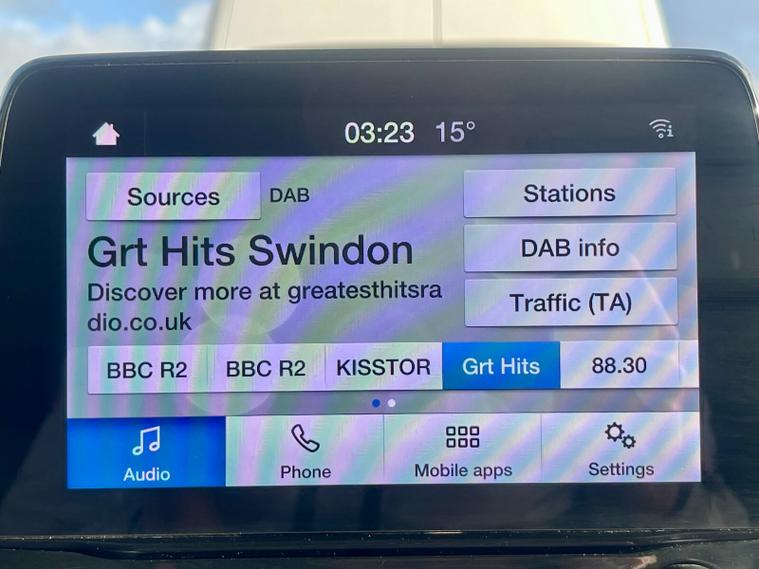 03:23 15°
Sources DAB Stations
Grt Hits Swindon
DAB info
Discover more at greatesthitsra
dio.co.uk
Traffic (TA)
BBC R2 BBC R2 KISSTOR Grt Hits 88.30
Audio Phone Mobile apps Settings